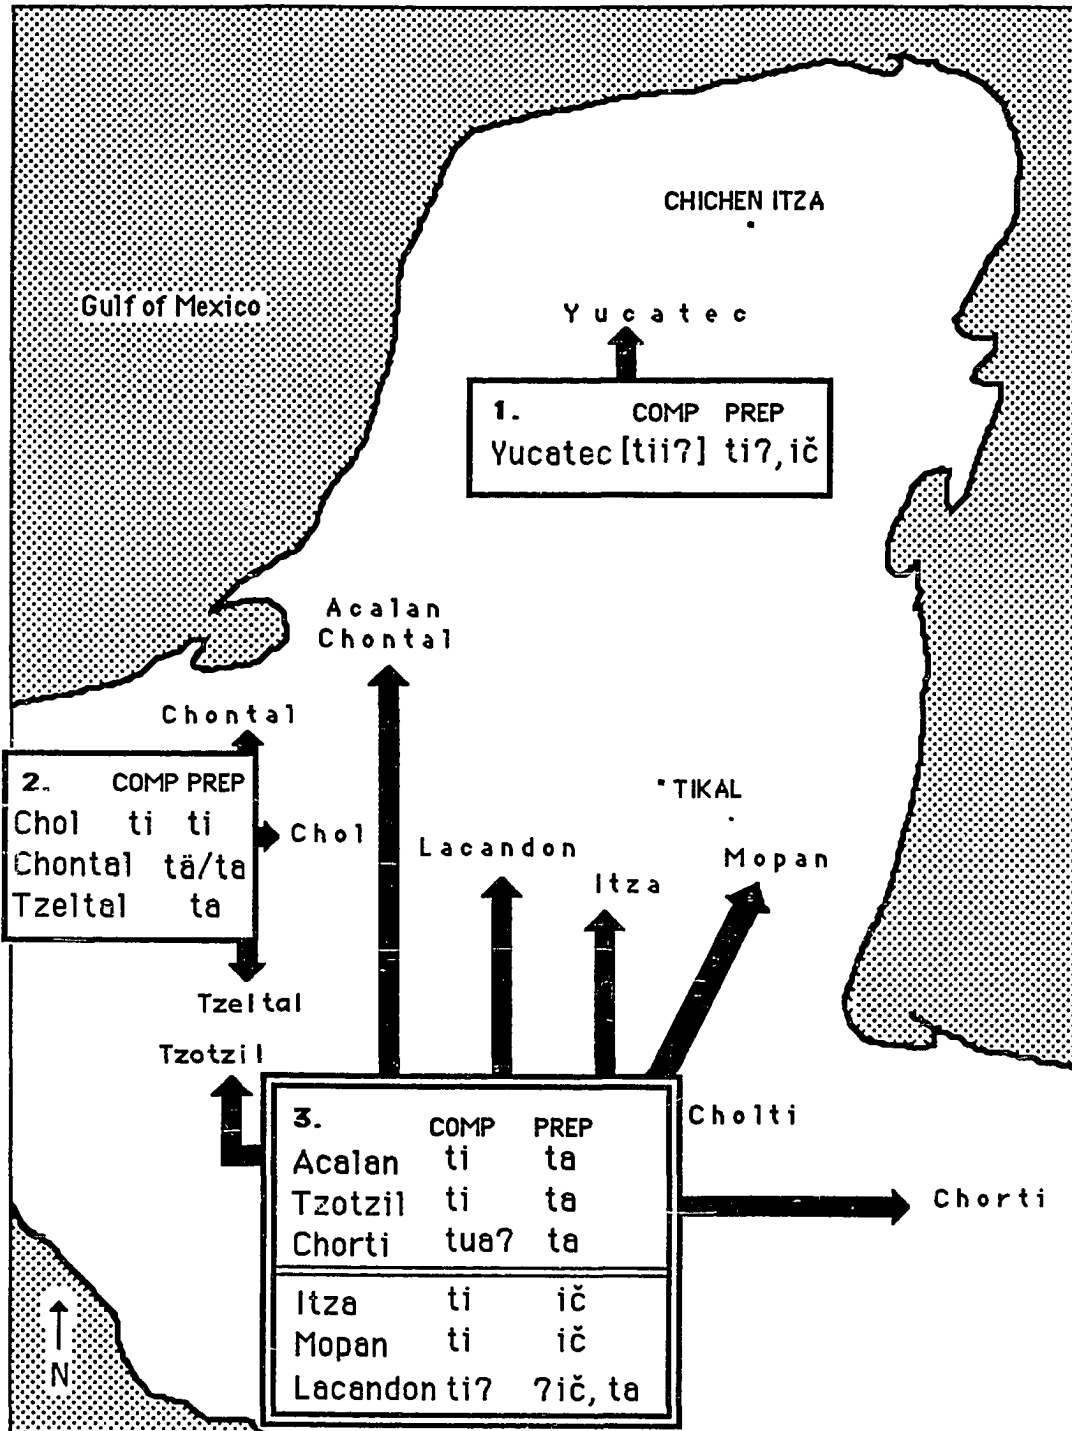 CHICHEN ITZA
Gulf of Mexico
Yucatec
1. COMP PREP
Yucatec [tii?] ti?, ič
Acalan
Chontal
Chontal
2. COMP PREP
Chol ti ti
Chontal tä/ta
Tzeltal ta
Chol
TIKAL
Lacandon
Mopan
Itza
Tzeltal
Tzotzil
Cholti
3. COMP PREP
Acalan ti ta
Tzotzil ti ta
Chorti tua? ta
Chorti
Itza ti ič
Mopan ti ič
Lacandon ti? ?ič, ta
N